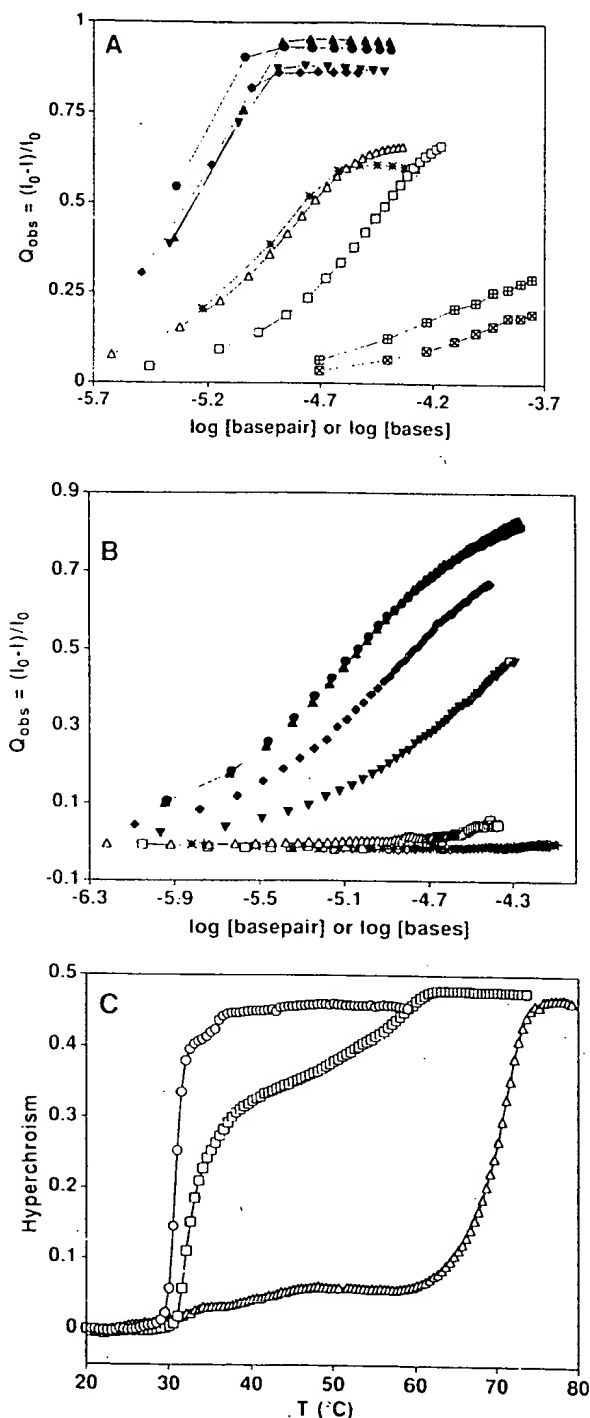 A
1
0.75
0.5
0.25
0
Q_obs = (I_0-I)/I_0
-5.7 -5.2 -4.7 -4.2 -3.7
log [basepair] or log [bases]
B
0.9
0.7
0.5
0.3
0.1
-0.1
Q_obs = (I_0-I)/I_0
-6.3 -5.9 -5.5 -5.1 -4.7 -4.3
log [basepair] or log [bases]
C
0.5
0.4
0.3
0.2
0.1
0
Hyperchroism
20 30 40 50 60 70 80
T (°C)